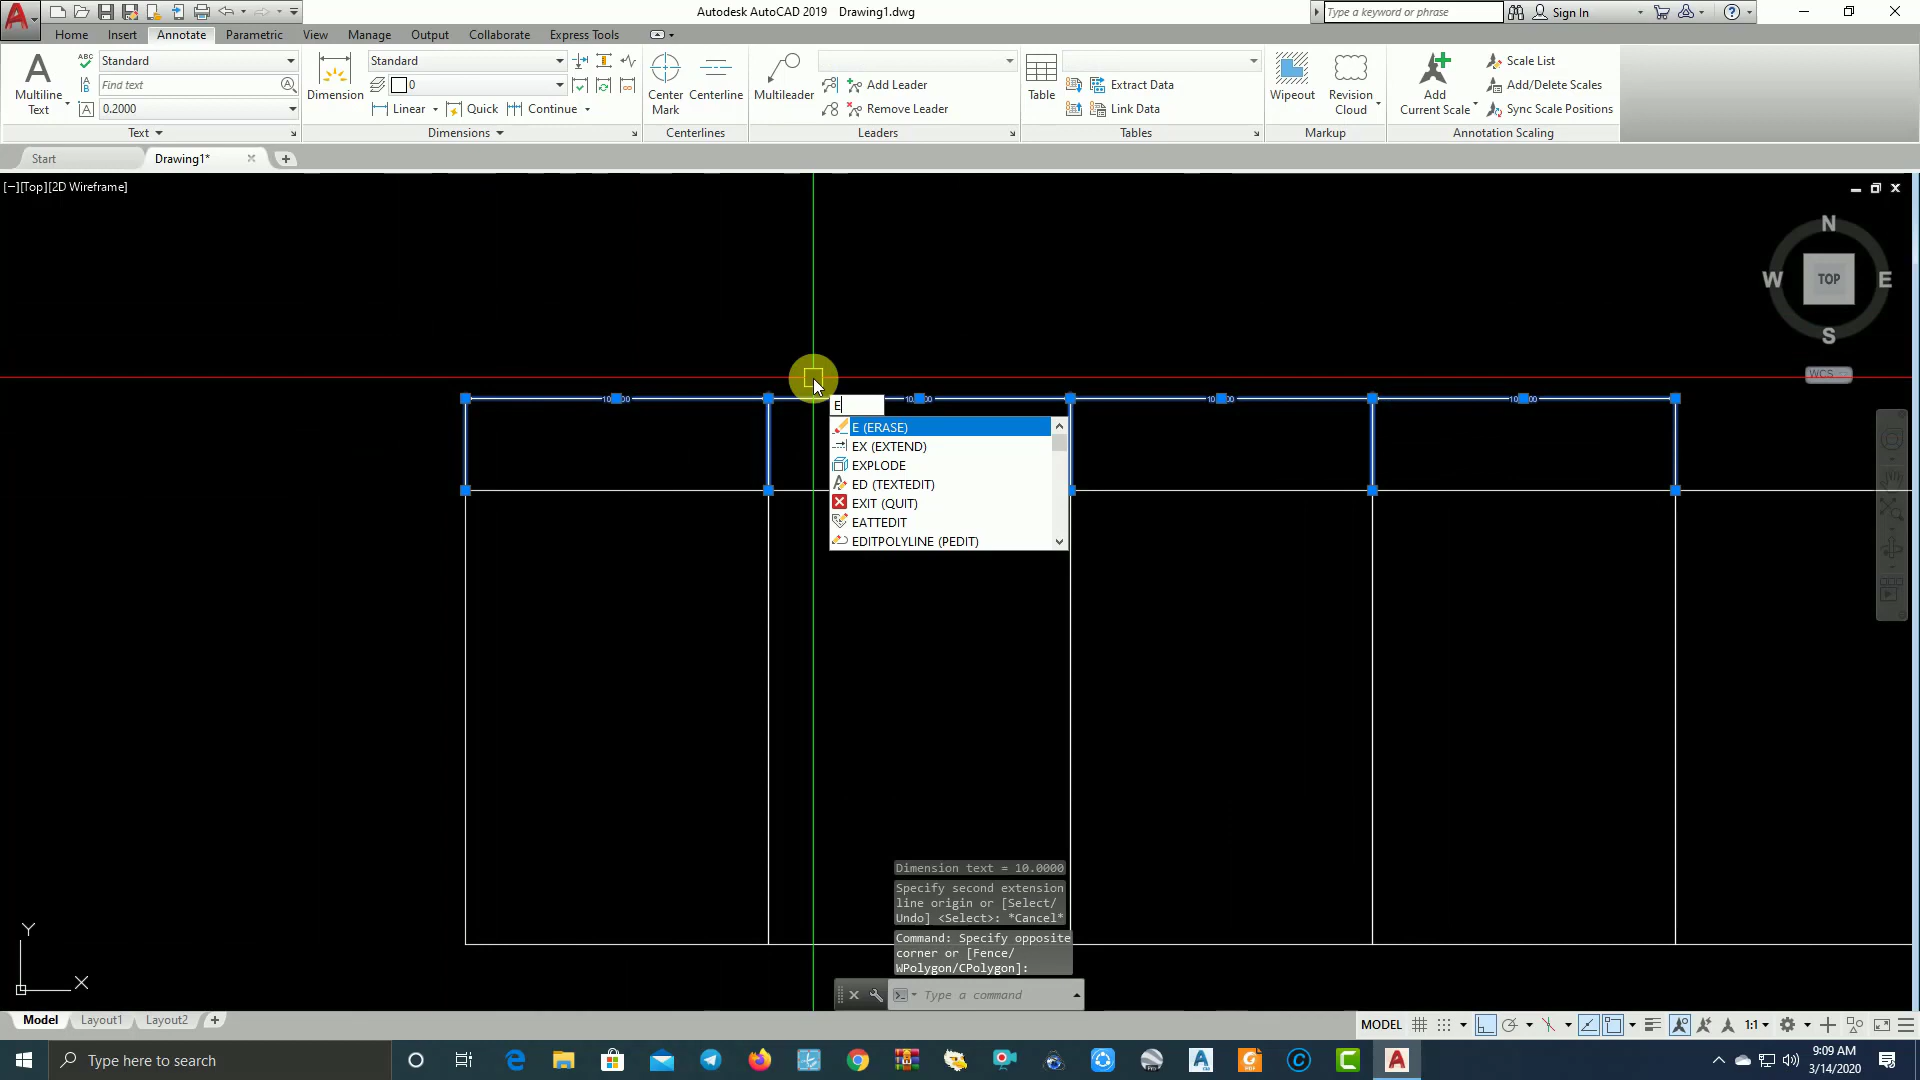 Autodesk AutoCAD 2019 Drawing1.dwg
Type a keyword or phrase
Sign In
Home Insert Annotate Parametric View Manage Output Collaborate Express Tools
Multiline Text
ABC
Standard
Find text
0.2000
Dimension
Standard
0
Linear Quick Continue
Center Mark
Centerline
Multileader
Add Leader
Remove Leader
Table
Extract Data
Link Data
Wipeout
Revision Cloud
Add Current Scale
Scale List
Add/Delete Scales
Sync Scale Positions
Text Dimensions Centerlines Leaders Tables Markup Annotation Scaling
Start Drawing1*
[−][Top][2D Wireframe]
N
W TOP E
S
WCS
E
E (ERASE)
EX (EXTEND)
EXPLODE
ED (TEXTEDIT)
EXIT (QUIT)
EATTEDIT
EDITPOLYLINE (PEDIT)
Dimension text = 10.0000
Specify second extension
line origin or [Select/
Undo] <Select>: *Cancel*
Command: Specify opposite
corner or [Fence/
WPolygon/CPolygon]:
Y
X
Type a command
Model Layout1 Layout2
MODEL 1:1
Type here to search
9:09 AM
3/14/2020